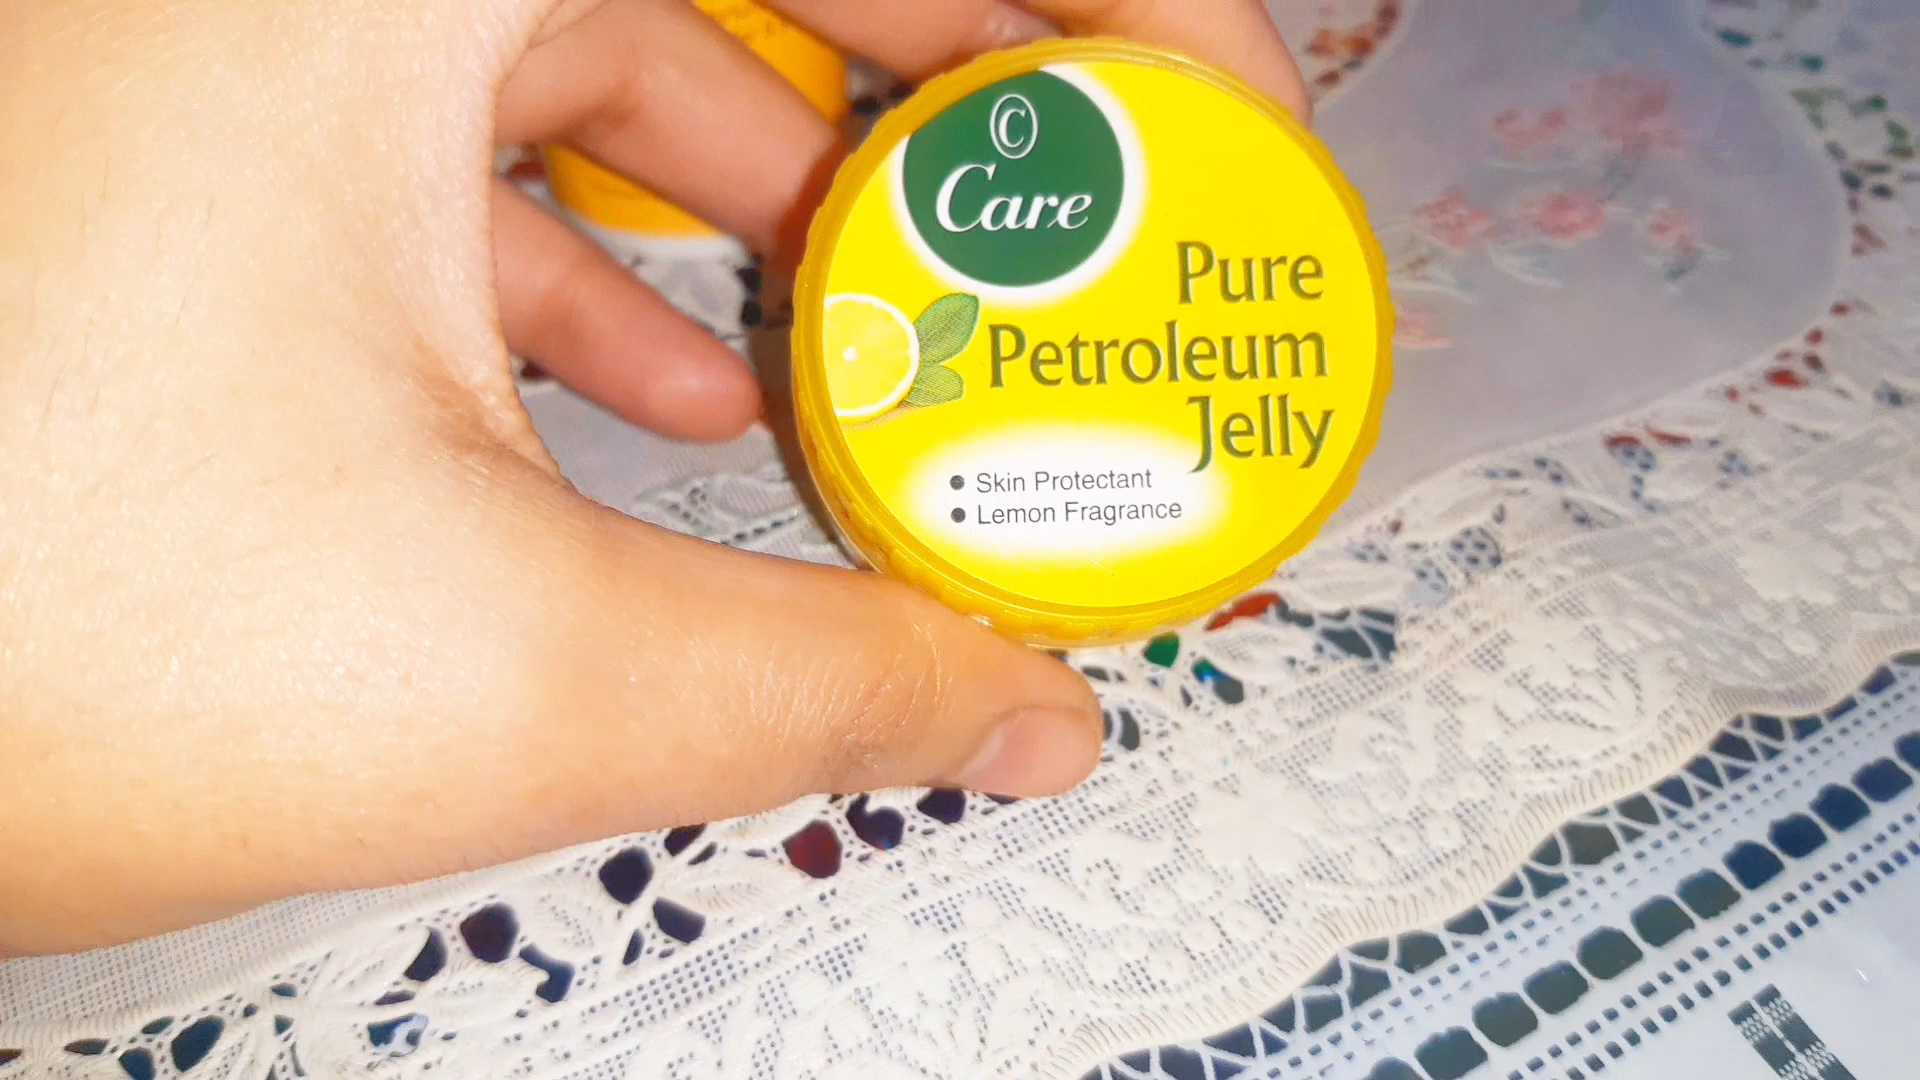 ©
Care
Pure
Petroleum
Jelly
● Skin Protectant
● Lemon Fragrance